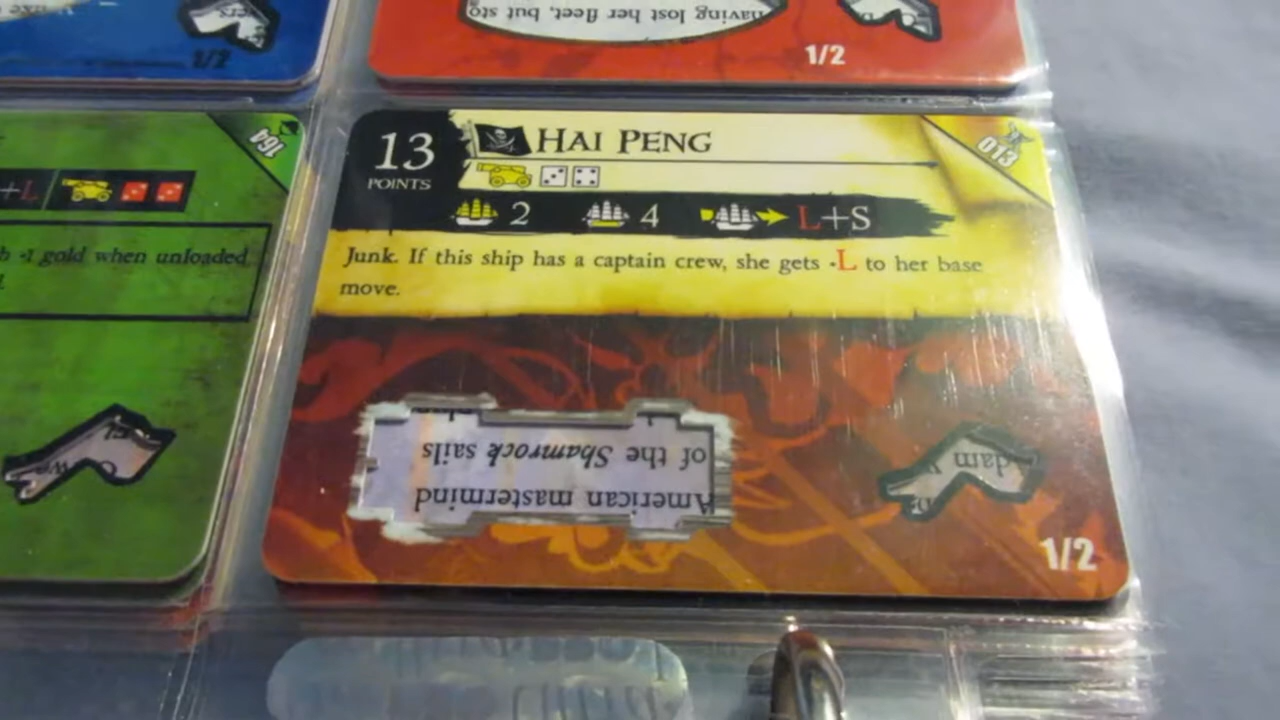 having lost her fleet, but sto
1/2
1/2
164
+L
h +1 gold when unloaded
13
POINTS
HAI PENG
013
2 4 L+S
Junk. If this ship has a captain crew, she gets +L to her base
move.
American mastermind
of the Shamrock sails
dam
1/2